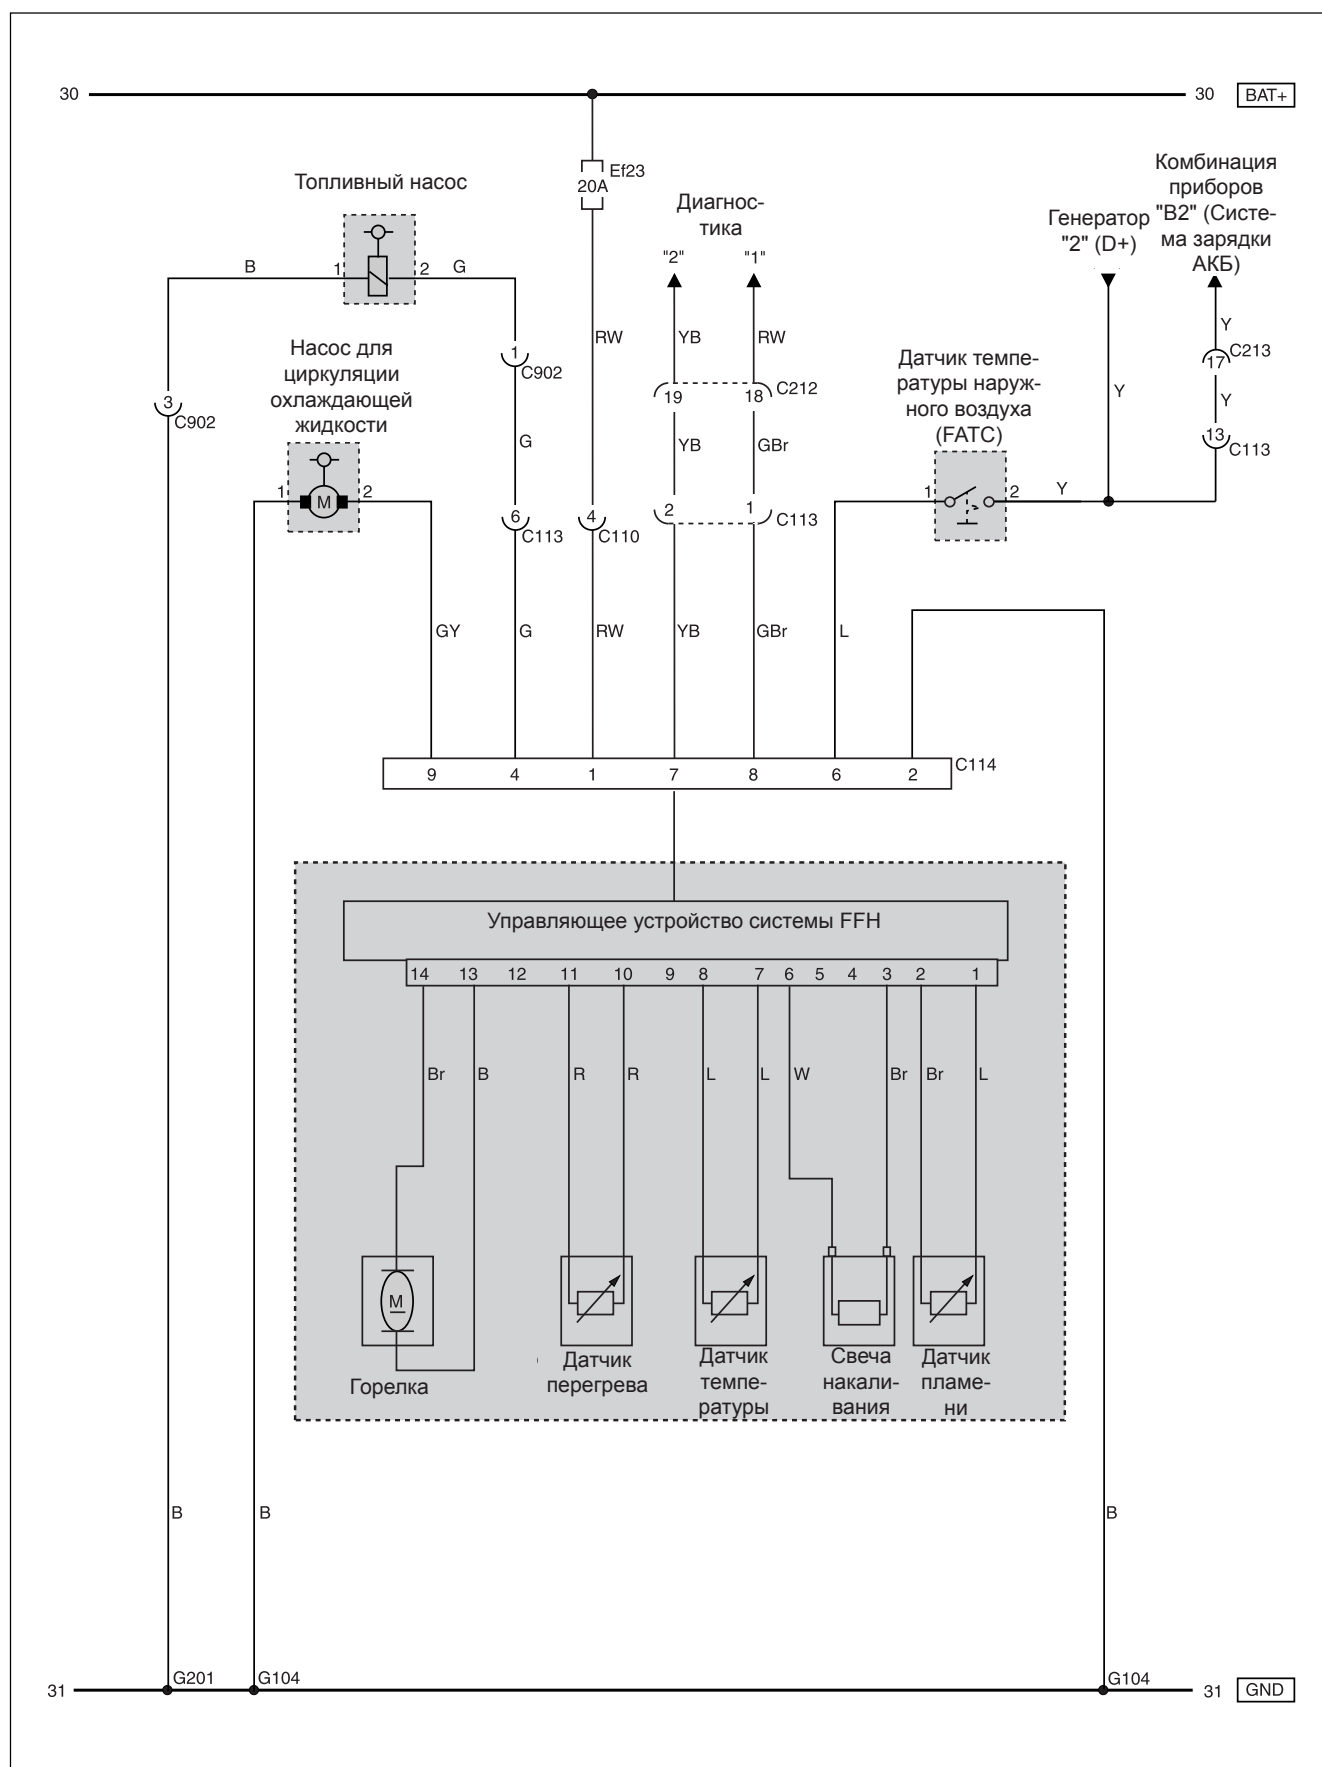 30
30 BAT+
Ef23
20A
Топливный насос
Диагнос-
тика
"2" "1"
Генератор
"2" (D+)
Комбинация
приборов
"B2" (Систе-
ма зарядки
АКБ)
B 1 2 G
RW YB RW
Y
17 C213
Y
13 C113
Y
1
C902
19 18 C212
3
C902
Насос для
циркуляции
охлаждающей
жидкости
1 M 2
Датчик темпе-
ратуры наруж-
ного воздуха
(FATC)
1 2 Y
G YB GBr
6
C113
4
C110
2 1 C113
GY G RW YB GBr L
9 4 1 7 8 6 2 C114
Управляющее устройство системы FFH
14 13 12 11 10 9 8 7 6 5 4 3 2 1
Br B R R L L W Br Br L
M
Горелка
Датчик
перегрева
Датчик
темпе-
ратуры
Свеча
накали-
вания
Датчик
пламе-
ни
B B B
G201 G104 G104
31 31 GND